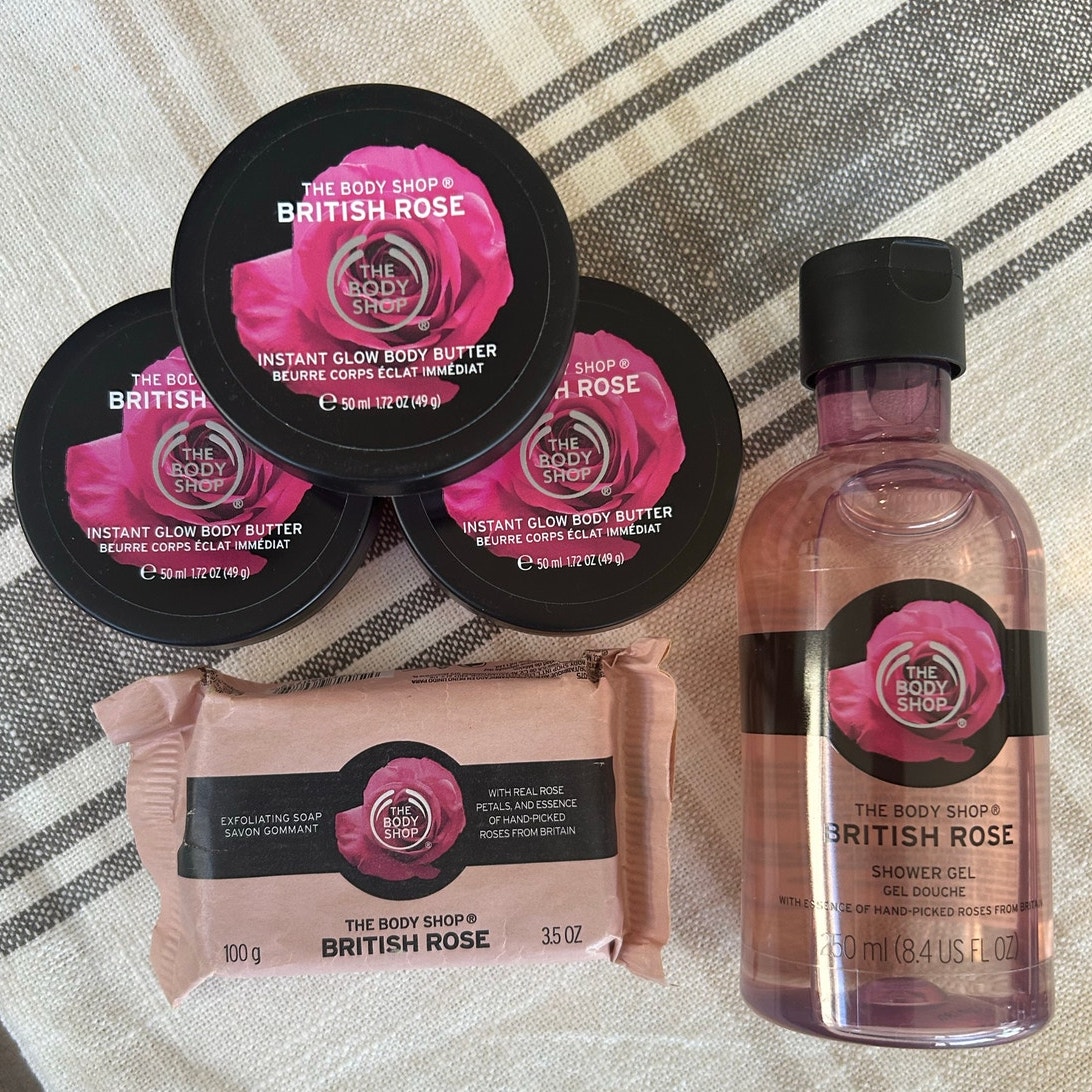 THE BODY SHOP®
BRITISH ROSE
THE
BODY
SHOP
®
INSTANT GLOW BODY BUTTER
BEURRE CORPS ÉCLAT IMMÉDIAT
e 50 ml 1.72 OZ (49 g)
THE
BRITISH
THE
BODY
SHOP
®
INSTANT GLOW BODY BUTTER
BEURRE CORPS ÉCLAT IMMÉDIAT
e 50 ml 1.72 OZ (49 g)
SHOP®
ROSE
THE
BODY
SHOP
®
INSTANT GLOW BODY BUTTER
BEURRE CORPS ÉCLAT IMMÉDIAT
e 50 ml 1.72 OZ (49 g)
EXFOLIATING SOAP
SAVON GOMMANT
THE
BODY
SHOP
®
WITH REAL ROSE
PETALS, AND ESSENCE
OF HAND-PICKED
ROSES FROM BRITAIN
THE BODY SHOP®
BRITISH ROSE
100 g
3.5 OZ
THE
BODY
SHOP
®
THE BODY SHOP®
BRITISH ROSE
SHOWER GEL
GEL DOUCHE
WITH ESSENCE OF HAND-PICKED ROSES FROM BRITAIN
250 ml (8.4 US FL OZ)